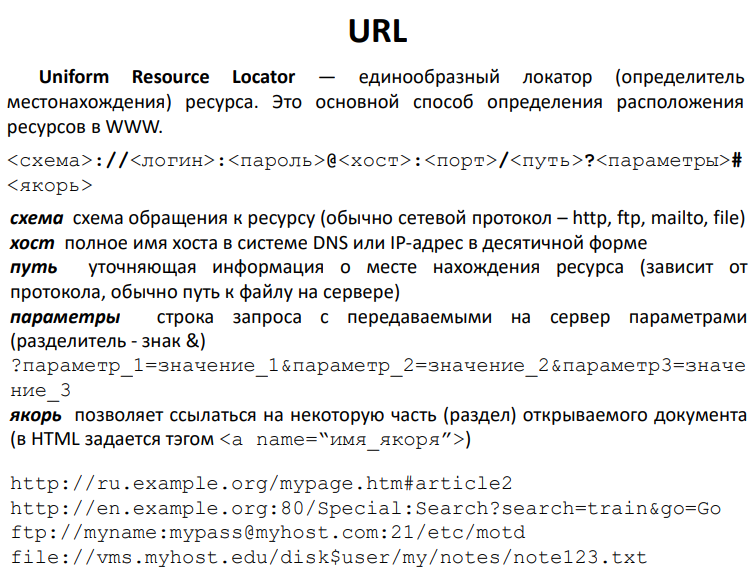 URL
Uniform Resource Locator — единообразный локатор (определитель
местонахождения) ресурса. Это основной способ определения расположения
ресурсов в WWW.
<схема>://<логин>:<пароль>@<хост>:<порт>/<путь>?<параметры>#
<якорь>
схема схема обращения к ресурсу (обычно сетевой протокол – http, ftp, mailto, file)
хост полное имя хоста в системе DNS или IP-адрес в десятичной форме
путь уточняющая информация о месте нахождения ресурса (зависит от
протокола, обычно путь к файлу на сервере)
параметры строка запроса с передаваемыми на сервер параметрами
(разделитель - знак &)
?параметр_1=значение_1&параметр_2=значение_2&параметр3=значе
ние_3
якорь позволяет ссылаться на некоторую часть (раздел) открываемого документа
(в HTML задается тэгом <a name=“имя_якоря”>)
http://ru.example.org/mypage.htm#article2
http://en.example.org:80/Special:Search?search=train&go=Go
ftp://myname:mypass@myhost.com:21/etc/motd
file://vms.myhost.edu/disk$user/my/notes/note123.txt